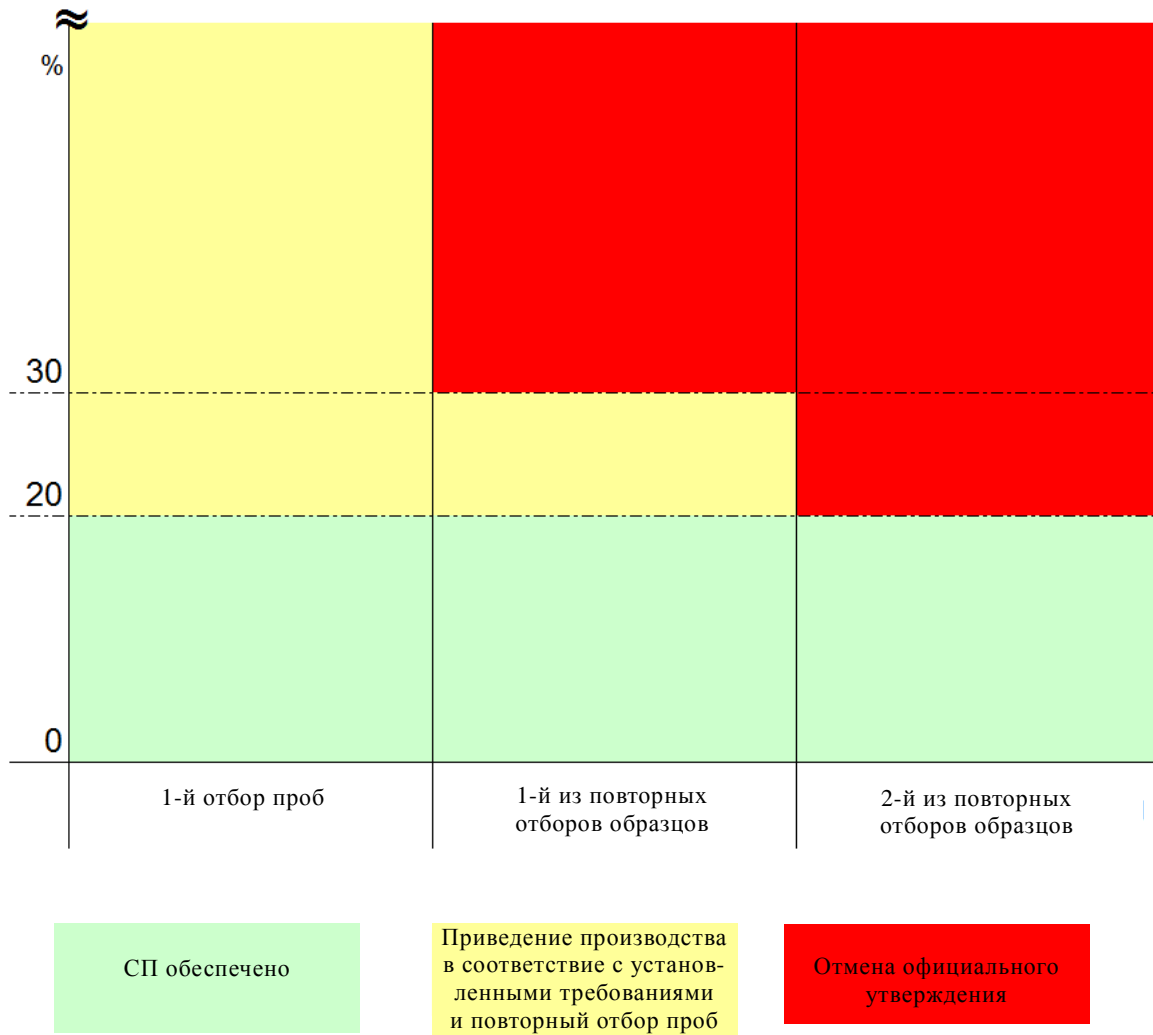 %
30
20
0
1-й отбор проб
1-й из повторных
отборов образцов
2-й из повторных
отборов образцов
СП обеспечено
Приведение производства
в соответствие с установ-
ленными требованиями
и повторный отбор проб
Отмена официального
утверждения